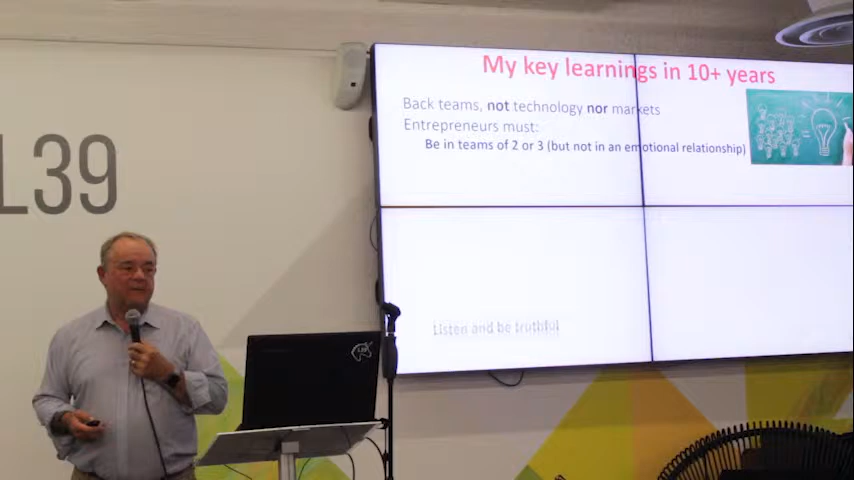 L39
My key learnings in 10+ years
Back teams, not technology nor markets
Entrepreneurs must:
Be in teams of 2 or 3 (but not in an emotional relationship)
Listen and be truthful